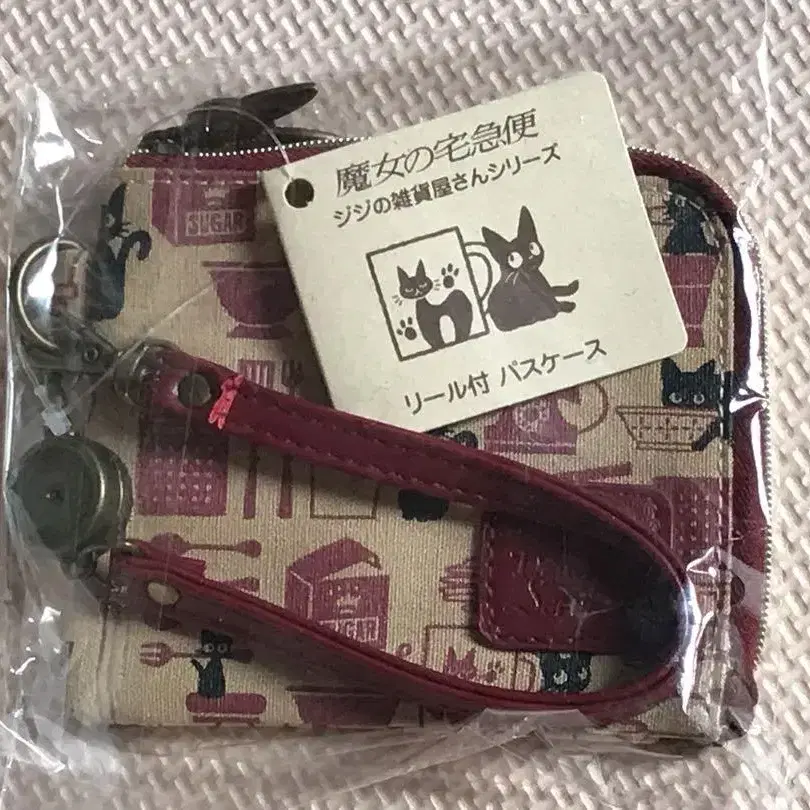 魔女の宅急便
ジジの雑貨屋さんシリーズ
リール付 パスケース
SUGAR
SUGAR